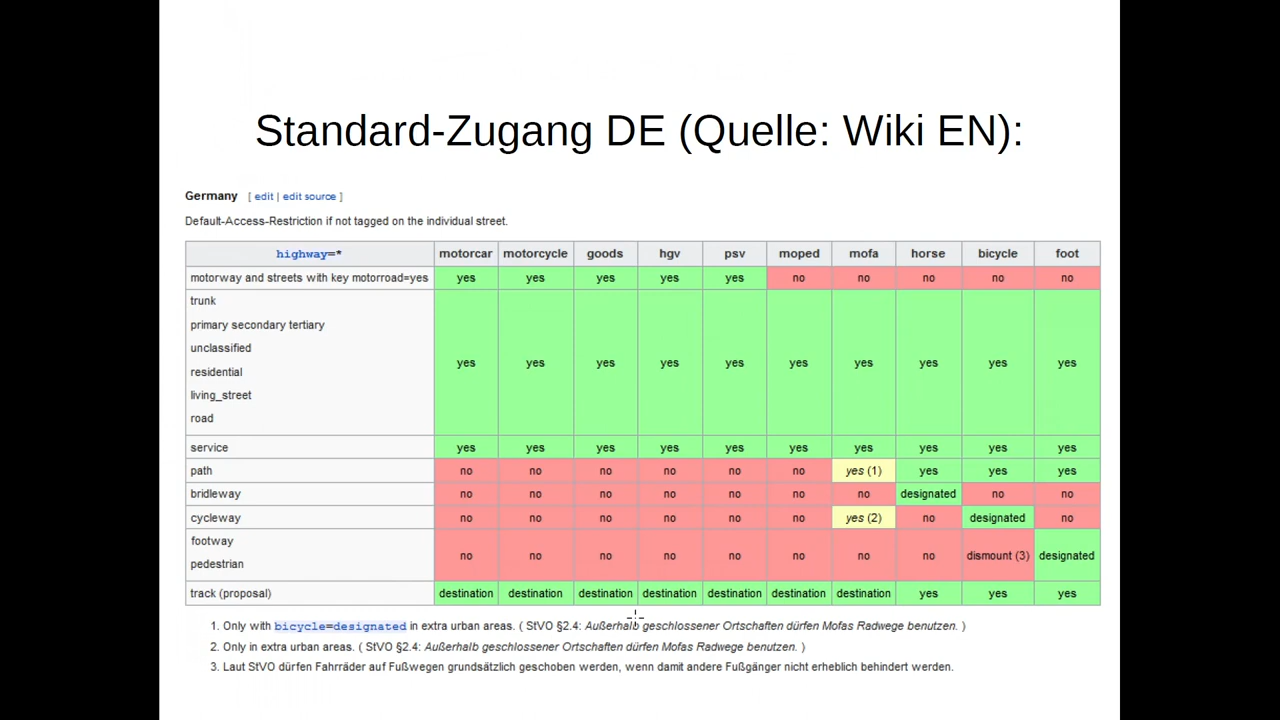 Standard-Zugang DE (Quelle: Wiki EN):
Germany [ edit | edit source ]
Default-Access-Restriction if not tagged on the individual street.
highway=* motorcar motorcycle goods hgv psv moped mofa horse bicycle foot
motorway and streets with key motorroad=yes yes yes yes yes yes no no no no no
trunk
primary secondary tertiary
unclassified
residential
living_street
road
yes yes yes yes yes yes yes yes yes yes
service yes yes yes yes yes yes yes yes yes yes
path no no no no no no yes (1) yes yes yes
bridleway no no no no no no no designated no no
cycleway no no no no no no yes (2) no designated no
footway
pedestrian
no no no no no no no no dismount (3) designated
track (proposal) destination destination destination destination destination destination destination yes yes yes
1. Only with bicycle=designated in extra urban areas. ( StVO §2.4: Außerhalb geschlossener Ortschaften dürfen Mofas Radwege benutzen. )
2. Only in extra urban areas. ( StVO §2.4: Außerhalb geschlossener Ortschaften dürfen Mofas Radwege benutzen. )
3. Laut StVO dürfen Fahrräder auf Fußwegen grundsätzlich geschoben werden, wenn damit andere Fußgänger nicht erheblich behindert werden.